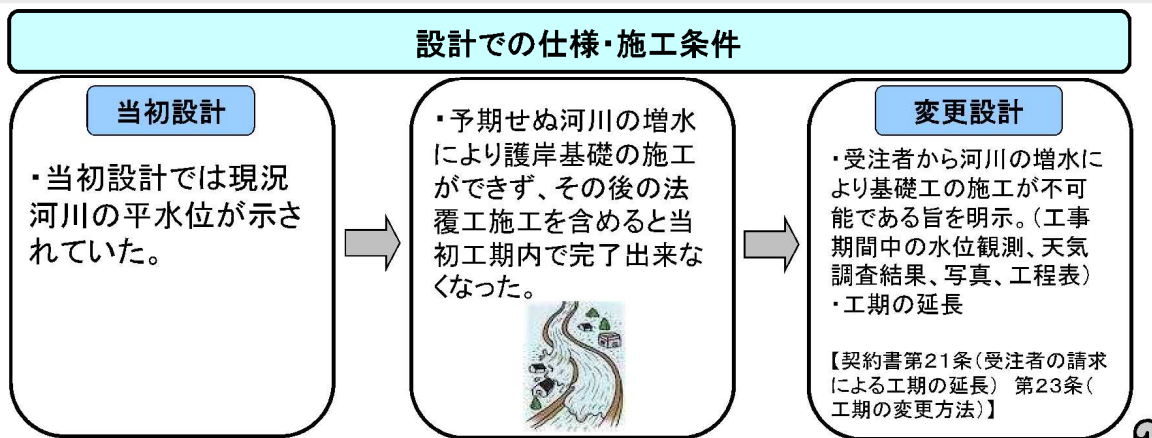 設計での仕様・施工条件
当初設計
・当初設計では現況
河川の平水位が示さ
れていた。
・予期せぬ河川の増水
により護岸基礎の施工
ができず、その後の法
覆工施工を含めると当
初工期内で完了出来な
くなった。
変更設計
・受注者から河川の増水に
より基礎工の施工が不可
能である旨を明示。(工事
期間中の水位観測、天気
調査結果、写真、工程表)
・工期の延長
【契約書第21条(受注者の請求
による工期の延長) 第23条(
工期の変更方法)】